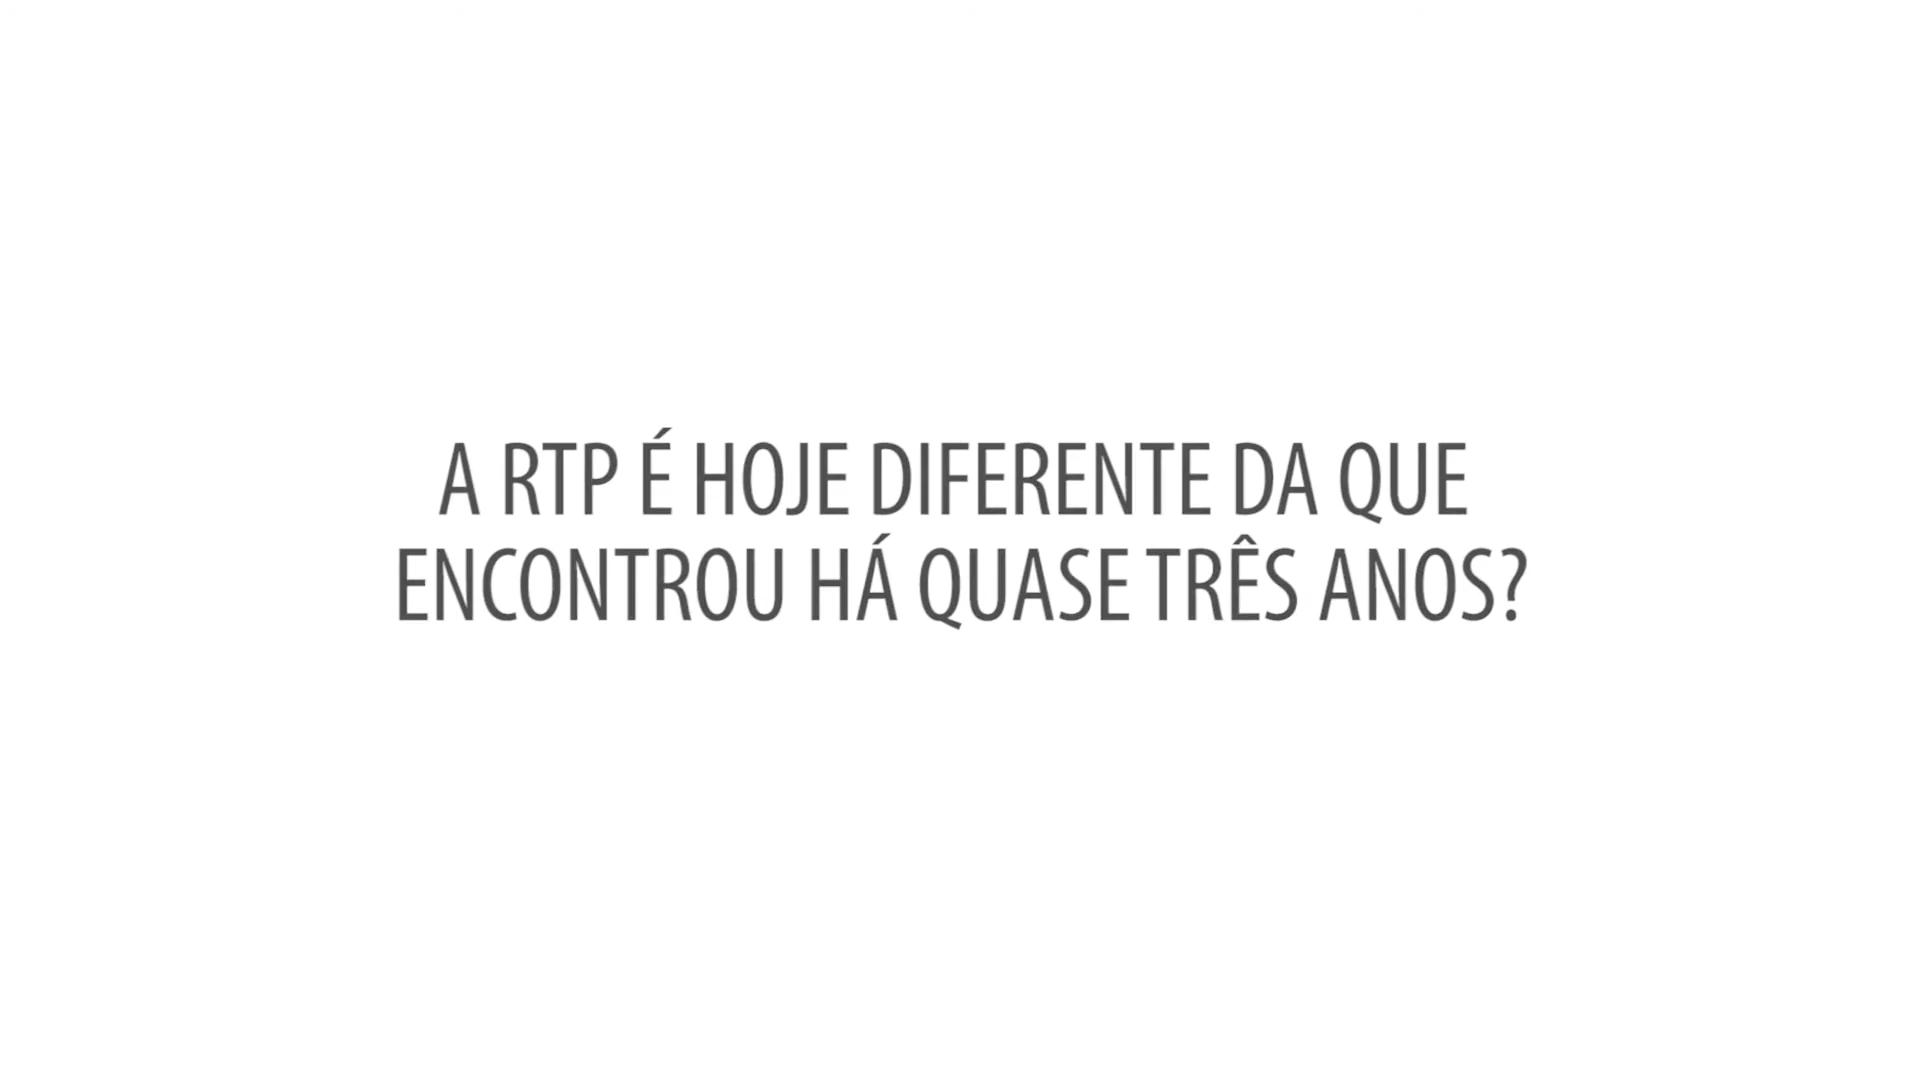 A RTP É HOJE DIFERENTE DA QUE
ENCONTROU HÁ QUASE TRÊS ANOS?